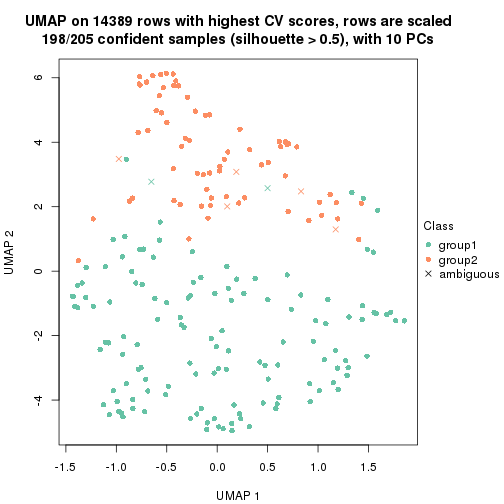 UMAP on 14389 rows with highest CV scores, rows are scaled
198/205 confident samples (silhouette > 0.5), with 10 PCs
6
4
2
0
-2
-4
UMAP 2
-1.5 -1.0 -0.5 0.0 0.5 1.0 1.5
UMAP 1
Class
group1
group2
ambiguous